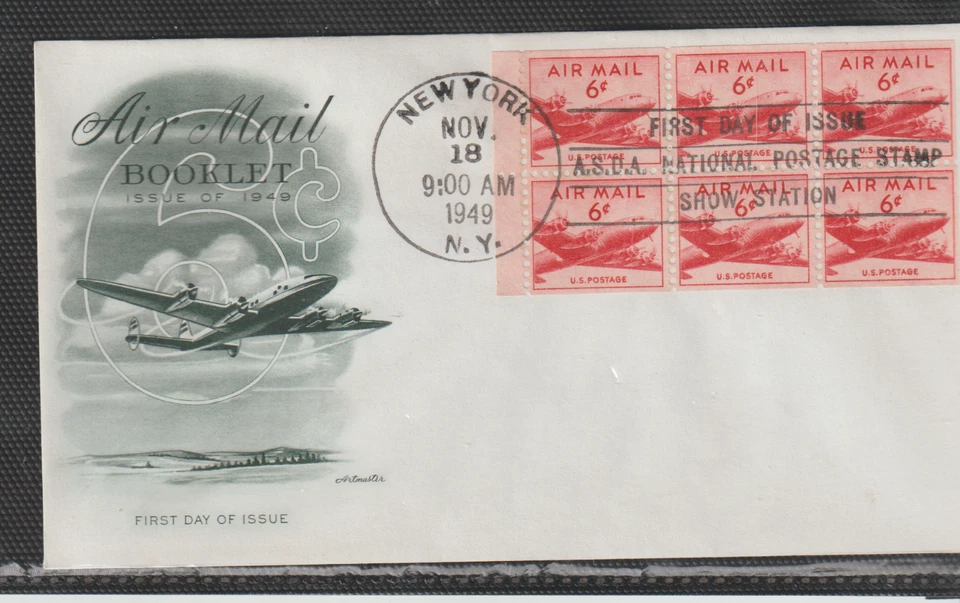 Air Mail
BOOKLET
ISSUE OF 1949
6¢
Artmaster
FIRST DAY OF ISSUE
NEW YORK
NOV.
18
9:00 AM
1949
N.Y.
AIR MAIL
6¢
U.S. POSTAGE
AIR MAIL
6¢
U.S. POSTAGE
AIR MAIL
6¢
U.S. POSTAGE
FIRST DAY OF ISSUE
A.S.D.A. NATIONAL POSTAGE STAMP
SHOW STATION
AIR MAIL
6¢
U.S. POSTAGE
AIR MAIL
6¢
U.S. POSTAGE
AIR MAIL
6¢
U.S. POSTAGE